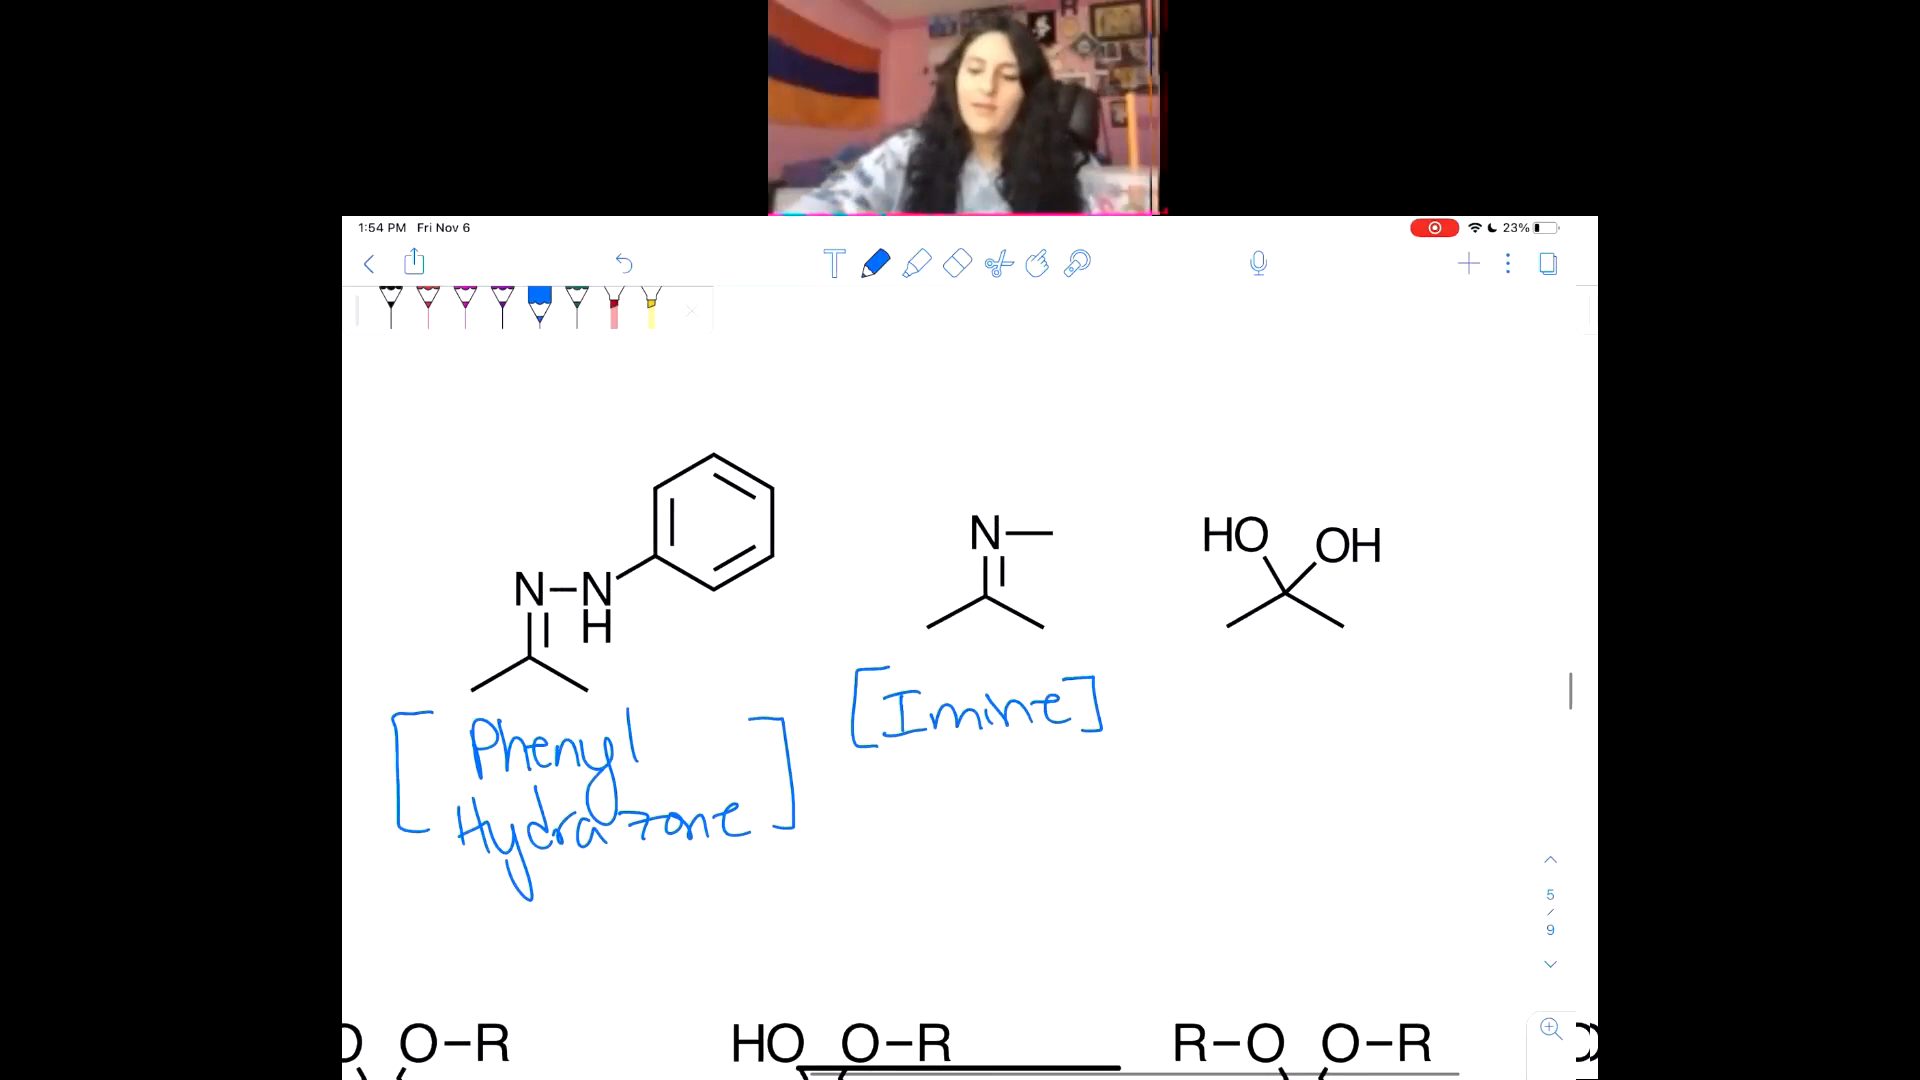 1:54 PM Fri Nov 6
23%
T
N
HO
OH
N
N
H
[Imine]
[Phenyl
Hydrazone]
5
/
9
O O-R
HO O-R
R-O O-R
O